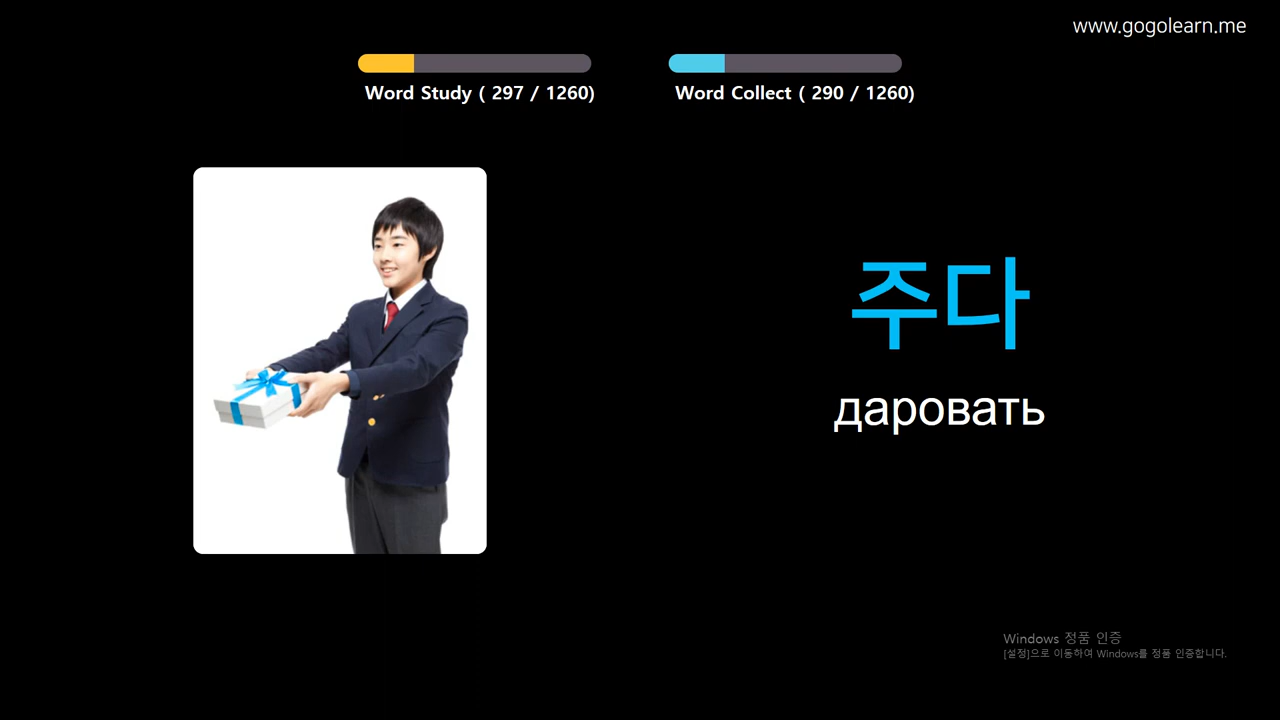 www.gogolearn.me
Word Study ( 297 / 1260)
Word Collect ( 290 / 1260)
주다
даровать
Windows 정품 인증
[설정]으로 이동하여 Windows를 정품 인증합니다.